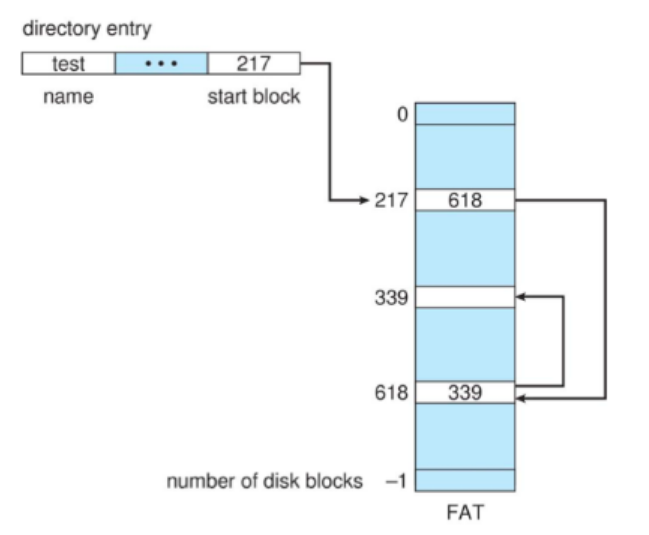 directory entry
test ••• 217
name start block
0
217 618
339
618 339
number of disk blocks –1
FAT